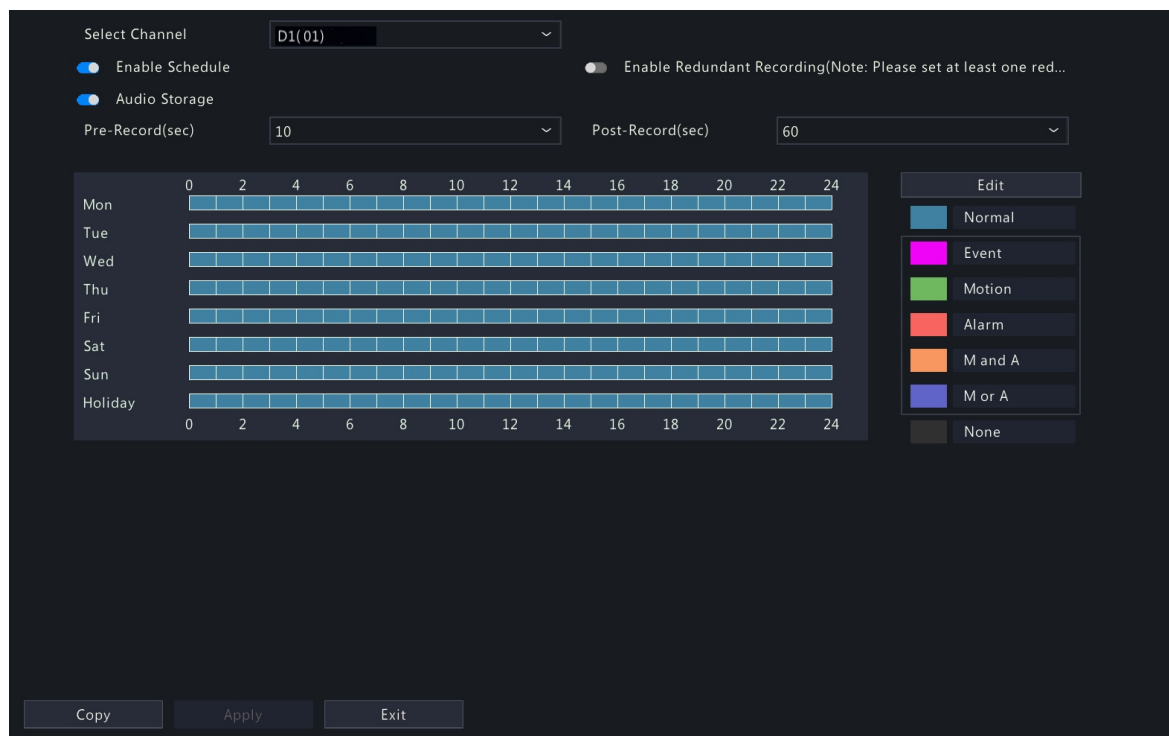 Select Channel D1(01)
Enable Schedule Enable Redundant Recording(Note: Please set at least one red...
Audio Storage
Pre-Record(sec) 10 Post-Record(sec) 60
0 2 4 6 8 10 12 14 16 18 20 22 24 Edit
Mon
Normal
Tue
Wed Event
Thu Motion
Fri Alarm
Sat
M and A
Sun
Holiday M or A
0 2 4 6 8 10 12 14 16 18 20 22 24 None
Copy Apply Exit